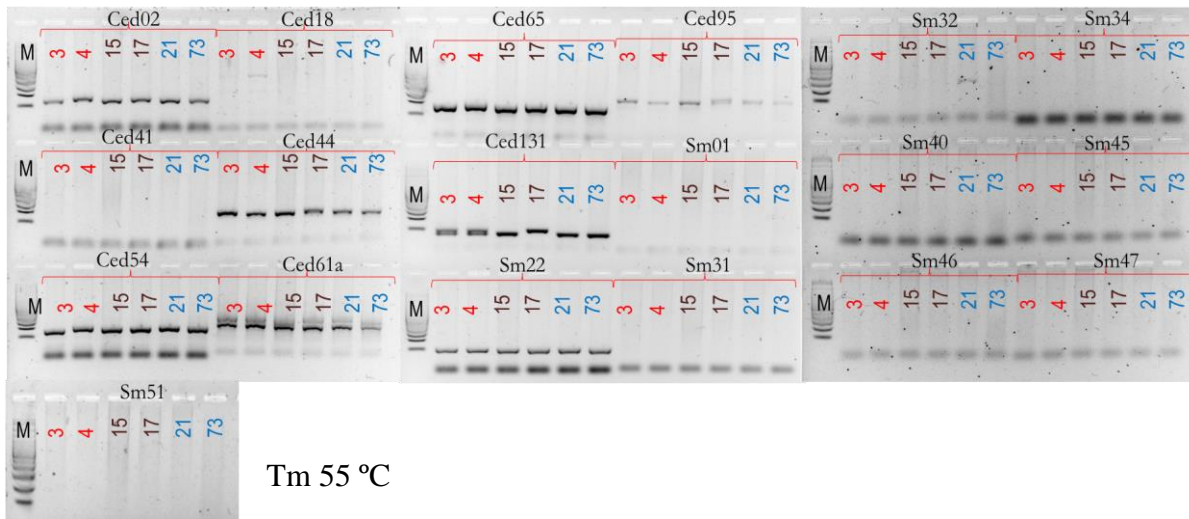 Ced02 Ced18
M 3 4 15 17 21 73 3 4 15 17 21 73
Ced41 Ced44
M 3 4 15 17 21 73 3 4 15 17 21 73
Ced54 Ced61a
M 3 4 15 17 21 73 3 4 15 17 21 73
Ced65 Ced95
M 3 4 15 17 21 73 3 4 15 17 21 73
Ced131 Sm01
M 3 4 15 17 21 73 3 4 15 17 21 73
Sm22 Sm31
M 3 4 15 17 21 73 3 4 15 17 21 73
Sm32 Sm34
M 3 4 15 17 21 73 3 4 15 17 21 73
Sm40 Sm45
M 3 4 15 17 21 73 3 4 15 17 21 73
Sm46 Sm47
M 3 4 15 17 21 73 3 4 15 17 21 73
Sm51
M 3 4 15 17 21 73
Tm 55 ºC